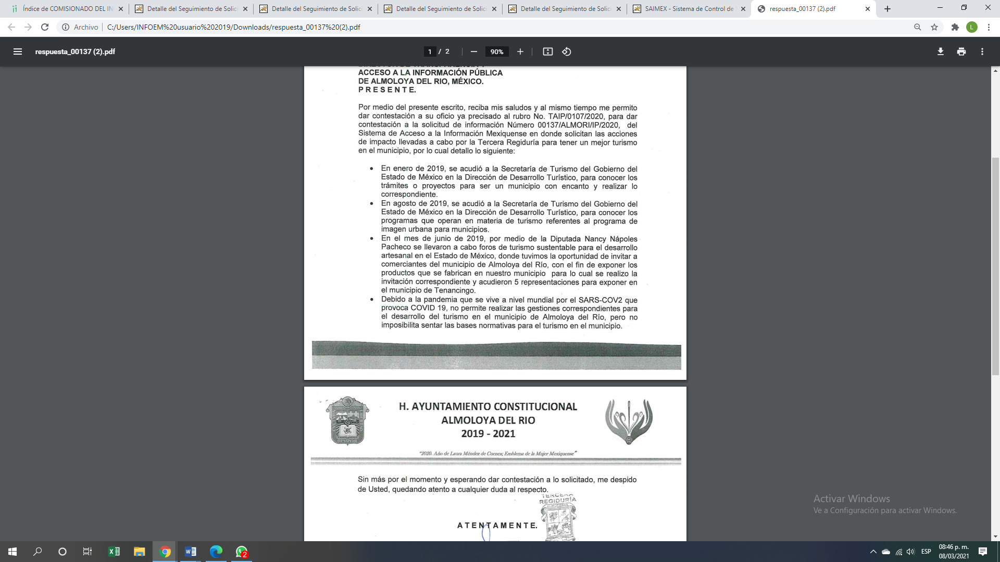 Índice de COMISIONADO DEL IN
Detalle del Seguimiento de Solici
Detalle del Seguimiento de Solici
Detalle del Seguimiento de Solici
Detalle del Seguimiento de Solici
SAIMEX - Sistema de Control de
respuesta_00137 (2).pdf
Archivo
C:/Users/INFOEM%20usuario%202019/Downloads/respuesta_00137%20(2).pdf
L
respuesta_00137 (2).pdf
1 / 2
90%
ACCESO A LA INFORMACIÓN PÚBLICA
DE ALMOLOYA DEL RIO, MÉXICO.
P R E S E N T E.
Por medio del presente escrito, reciba mis saludos y al mismo tiempo me permito
dar contestación a su oficio ya precisado al rubro No. TAIP/0107/2020, para dar
contestación a la solicitud de información Número 00137/ALMORI/IP/2020, del
Sistema de Acceso a la Información Mexiquense en donde solicitan las acciones
de impacto llevadas a cabo por la Tercera Regiduría para tener un mejor turismo
en el municipio, por lo cual detallo lo siguiente:
• En enero de 2019, se acudió a la Secretaría de Turismo del Gobierno del
Estado de México en la Dirección de Desarrollo Turístico, para conocer los
trámites o proyectos para ser un municipio con encanto y realizar lo
correspondiente.
• En agosto de 2019, se acudió a la Secretaría de Turismo del Gobierno del
Estado de México en la Dirección de Desarrollo Turístico, para conocer los
programas que operan en materia de turismo referentes al programa de
imagen urbana para municipios.
• En el mes de junio de 2019, por medio de la Diputada Nancy Nápoles
Pacheco se llevaron a cabo foros de turismo sustentable para el desarrollo
artesanal en el Estado de México, donde tuvimos la oportunidad de invitar a
comerciantes del municipio de Almoloya del Río, con el fin de exponer los
productos que se fabrican en nuestro municipio para lo cual se realizo la
invitación correspondiente y acudieron 5 representaciones para exponer en
el municipio de Tenancingo.
• Debido a la pandemia que se vive a nivel mundial por el SARS-COV2 que
provoca COVID 19, no permite realizar las gestiones correspondientes para
el desarrollo del turismo en el municipio de Almoloya del Río, pero no
imposibilita sentar las bases normativas para el turismo en el municipio.
H. AYUNTAMIENTO CONSTITUCIONAL
ALMOLOYA DEL RIO
2019 - 2021
“2020. Año de Laura Méndez de Cuenca; Emblema de la Mujer Mexiquense”
Sin más por el momento y esperando dar contestación a lo solicitado, me despido
de Usted, quedando atento a cualquier duda al respecto.
TERCERA
REGIDURÍA
A T E N T A M E N T E.
Activar Windows
Ve a Configuración para activar Windows.
2
ESP
08:46 p. m.
08/03/2021